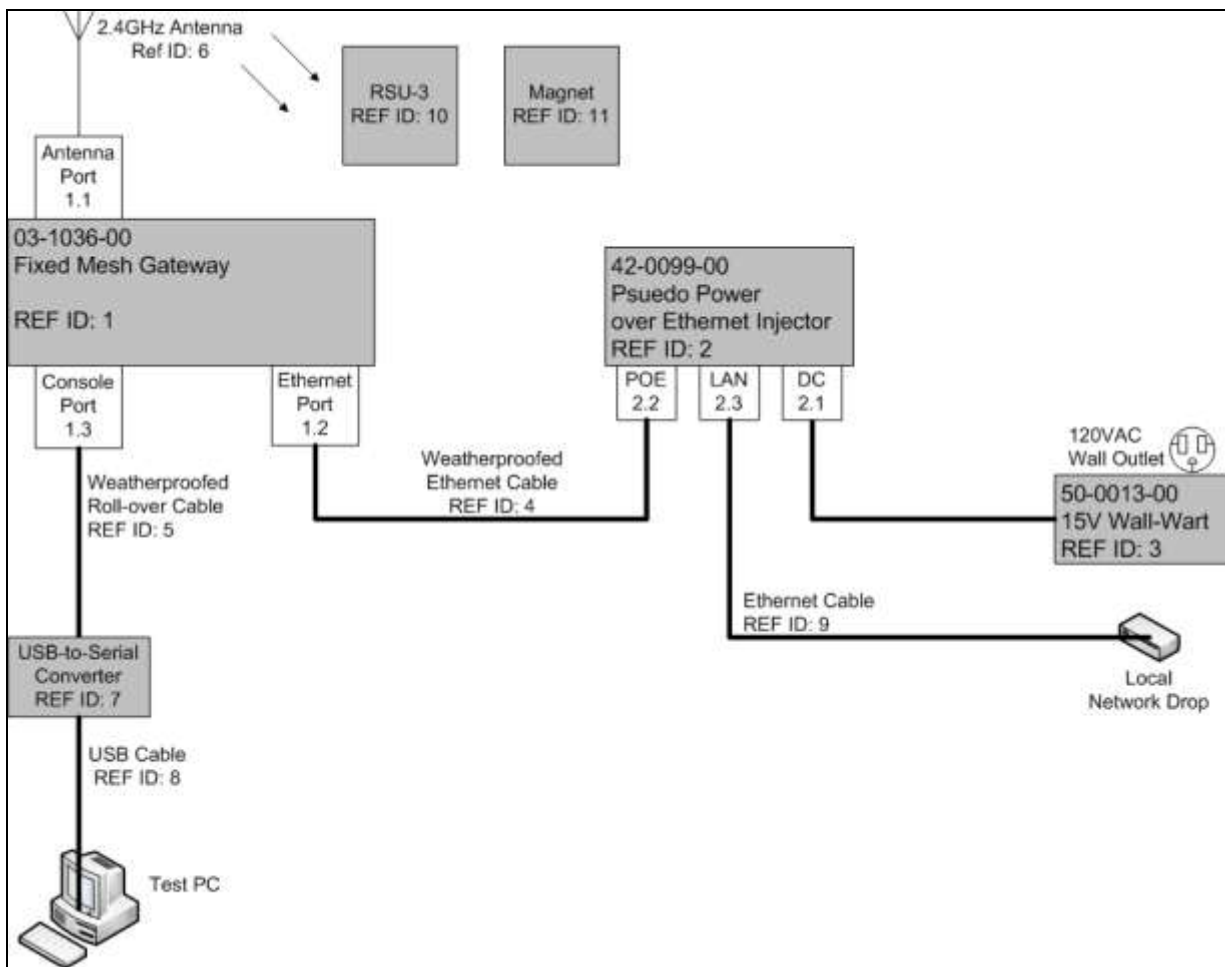 2.4GHz Antenna
Ref ID: 6
RSU-3
REF ID: 10
Magnet
REF ID: 11
Antenna
Port
1.1
03-1036-00
Fixed Mesh Gateway
REF ID: 1
42-0099-00
Psuedo Power
over Ethernet Injector
REF ID: 2
Console
Port
1.3
Ethernet
Port
1.2
POE
2.2
LAN
2.3
DC
2.1
120VAC
Wall Outlet
Weatherproofed
Roll-over Cable
REF ID: 5
Weatherproofed
Ethernet Cable
REF ID: 4
50-0013-00
15V Wall-Wart
REF ID: 3
Ethernet Cable
REF ID: 9
USB-to-Serial
Converter
REF ID: 7
Local
Network Drop
USB Cable
REF ID: 8
Test PC